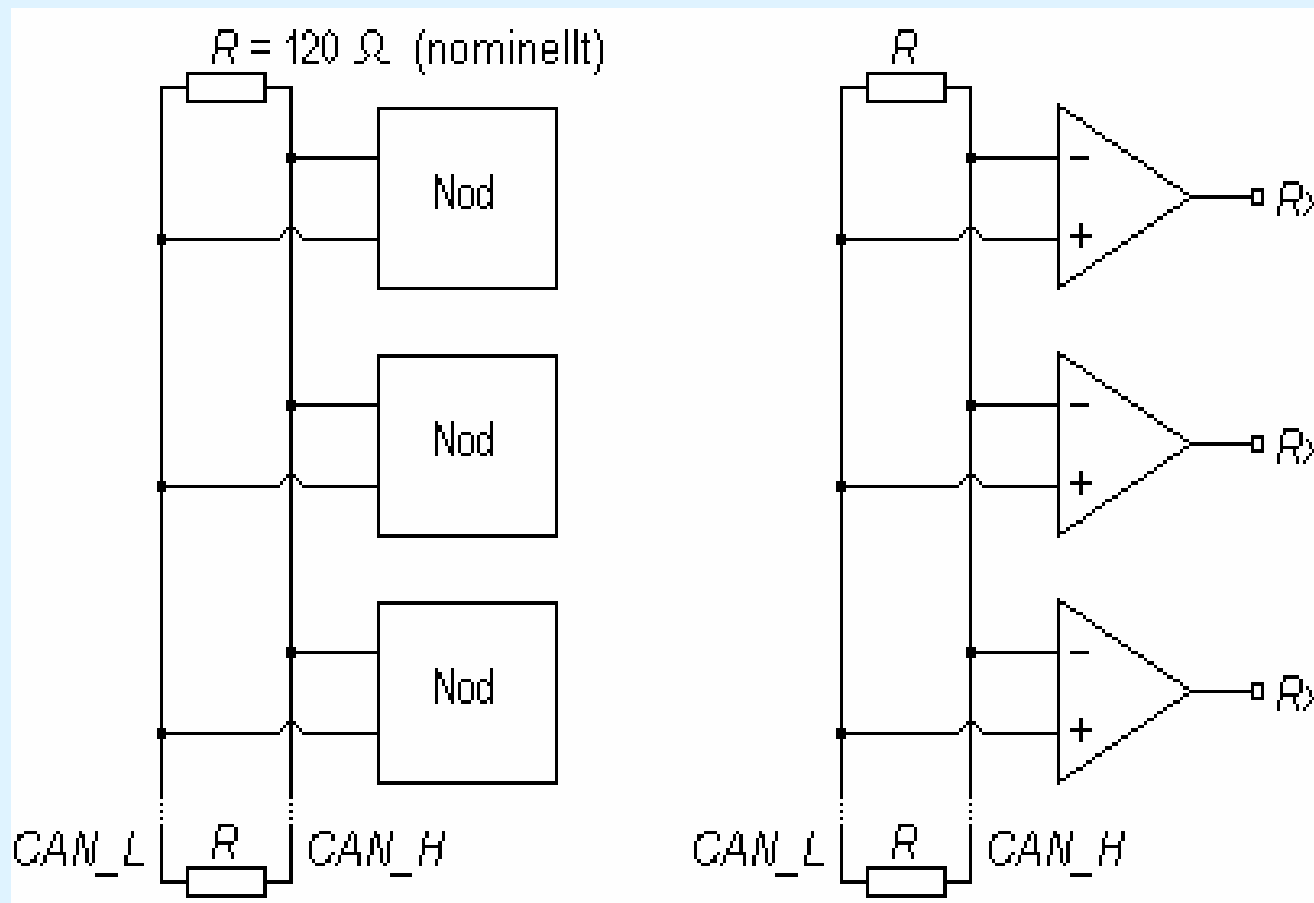 R = 120 Ω (nominellt)
Nod
Nod
Nod
CAN_L
R
CAN_H
R
−
+
−
+
−
+
CAN_L
R
CAN_H